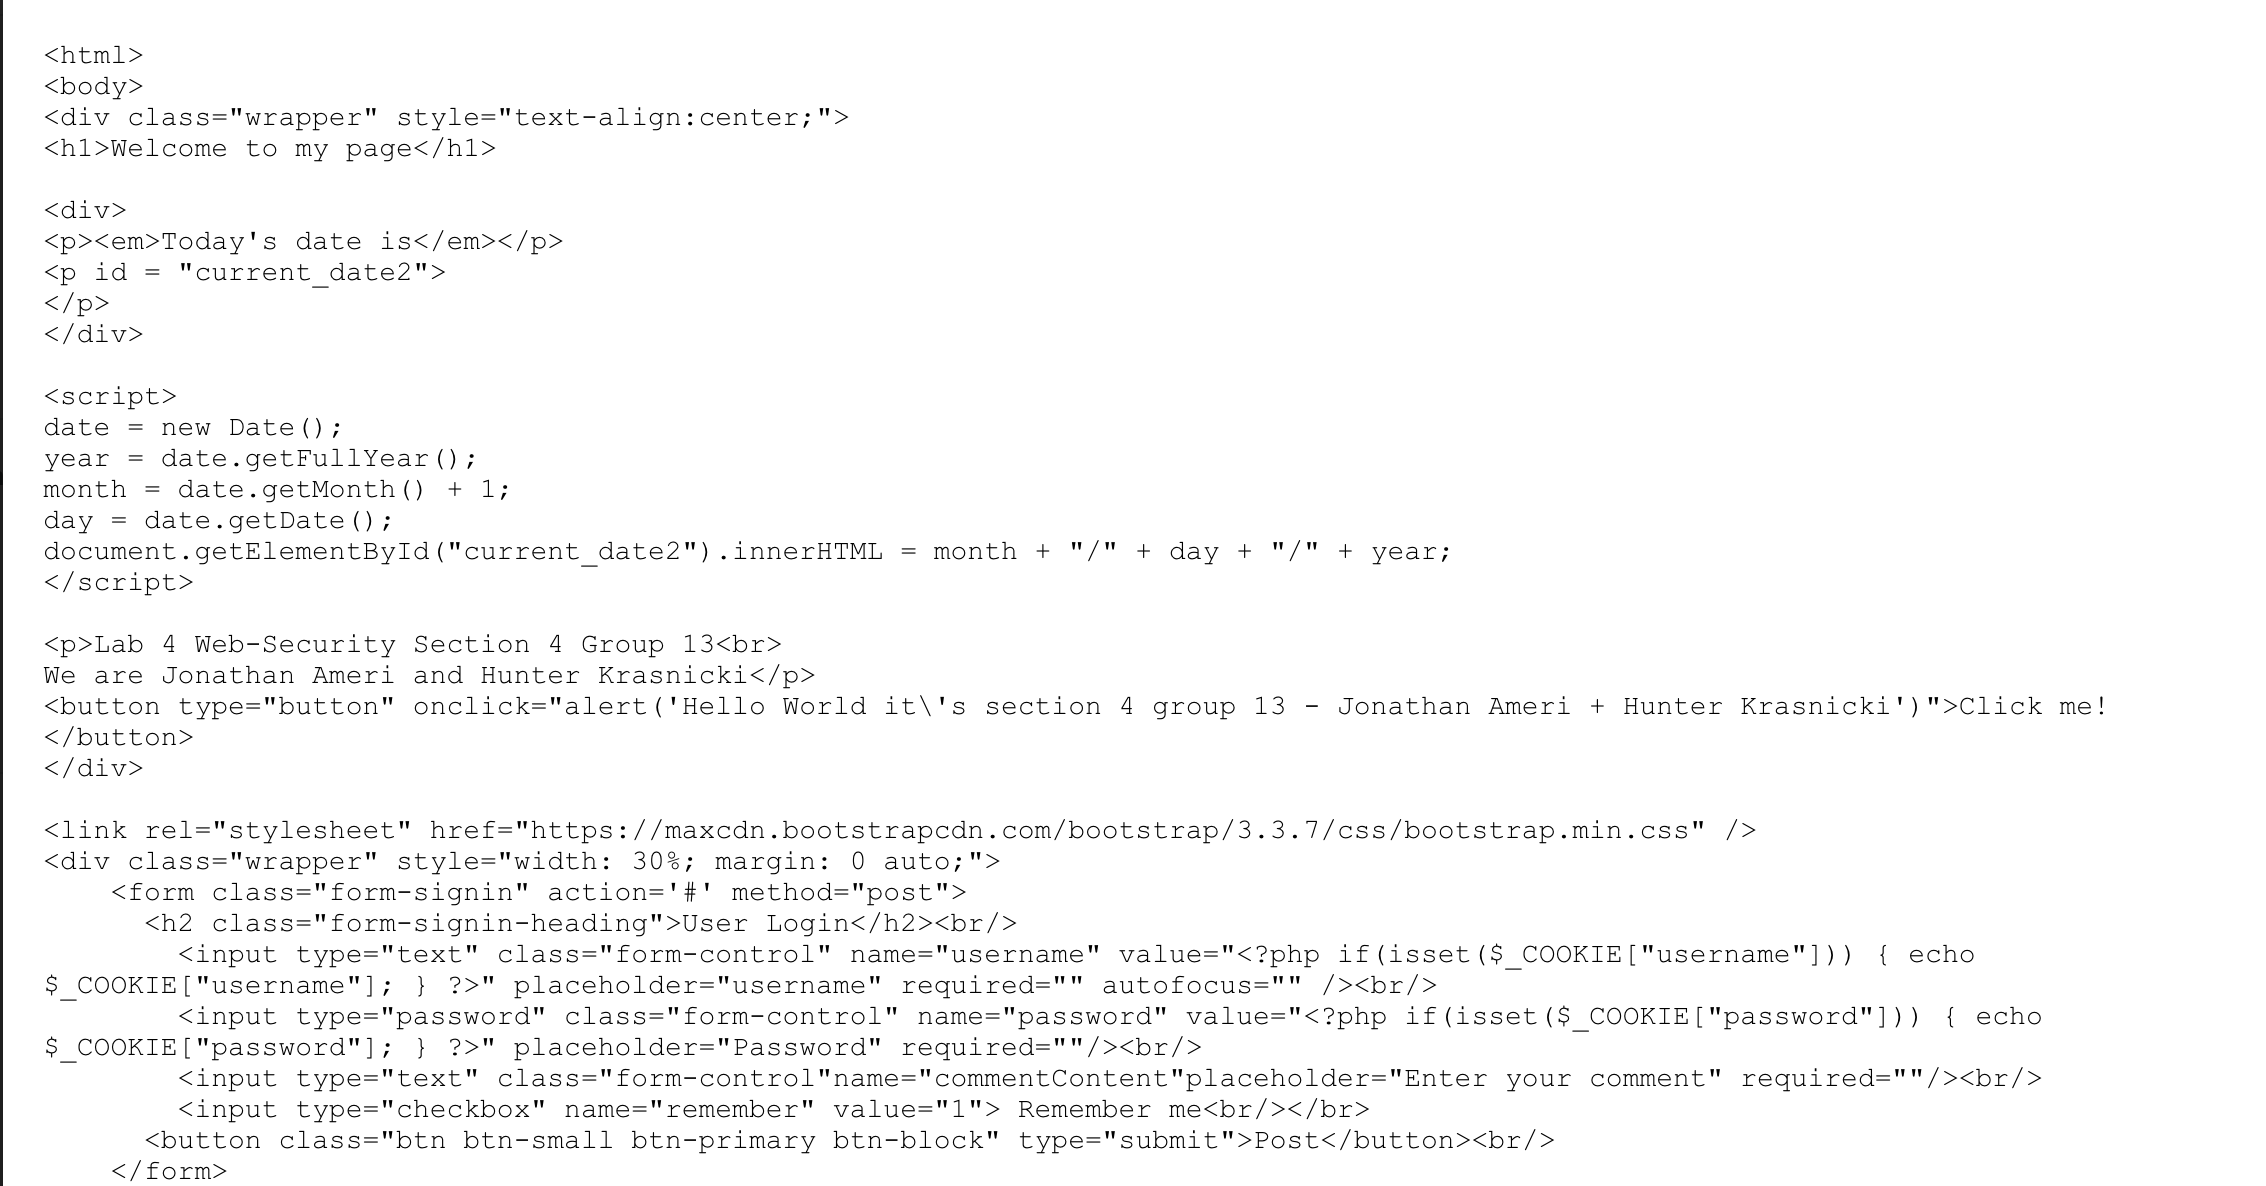 <html>
<body>
<div class="wrapper" style="text-align:center;">
<h1>Welcome to my page</h1>
<div>
<p><em>Today's date is</em></p>
<p id = "current_date2">
</p>
</div>
<script>
date = new Date();
year = date.getFullYear();
month = date.getMonth() + 1;
day = date.getDate();
document.getElementById("current_date2").innerHTML = month + "/" + day + "/" + year;
</script>
<p>Lab 4 Web-Security Section 4 Group 13<br>
We are Jonathan Ameri and Hunter Krasnicki</p>
<button type="button" onclick="alert('Hello World it\'s section 4 group 13 - Jonathan Ameri + Hunter Krasnicki')">Click me!
</button>
</div>
<link rel="stylesheet" href="https://maxcdn.bootstrapcdn.com/bootstrap/3.3.7/css/bootstrap.min.css" />
<div class="wrapper" style="width: 30%; margin: 0 auto;">
    <form class="form-signin" action='#' method="post">
      <h2 class="form-signin-heading">User Login</h2><br/>
        <input type="text" class="form-control" name="username" value="<?php if(isset($_COOKIE["username"])) { echo
$_COOKIE["username"]; } ?>" placeholder="username" required="" autofocus="" /><br/>
        <input type="password" class="form-control" name="password" value="<?php if(isset($_COOKIE["password"])) { echo
$_COOKIE["password"]; } ?>" placeholder="Password" required=""/><br/>
        <input type="text" class="form-control"name="commentContent"placeholder="Enter your comment" required=""/><br/>
        <input type="checkbox" name="remember" value="1"> Remember me<br/></br>
      <button class="btn btn-small btn-primary btn-block" type="submit">Post</button><br/>
    </form>